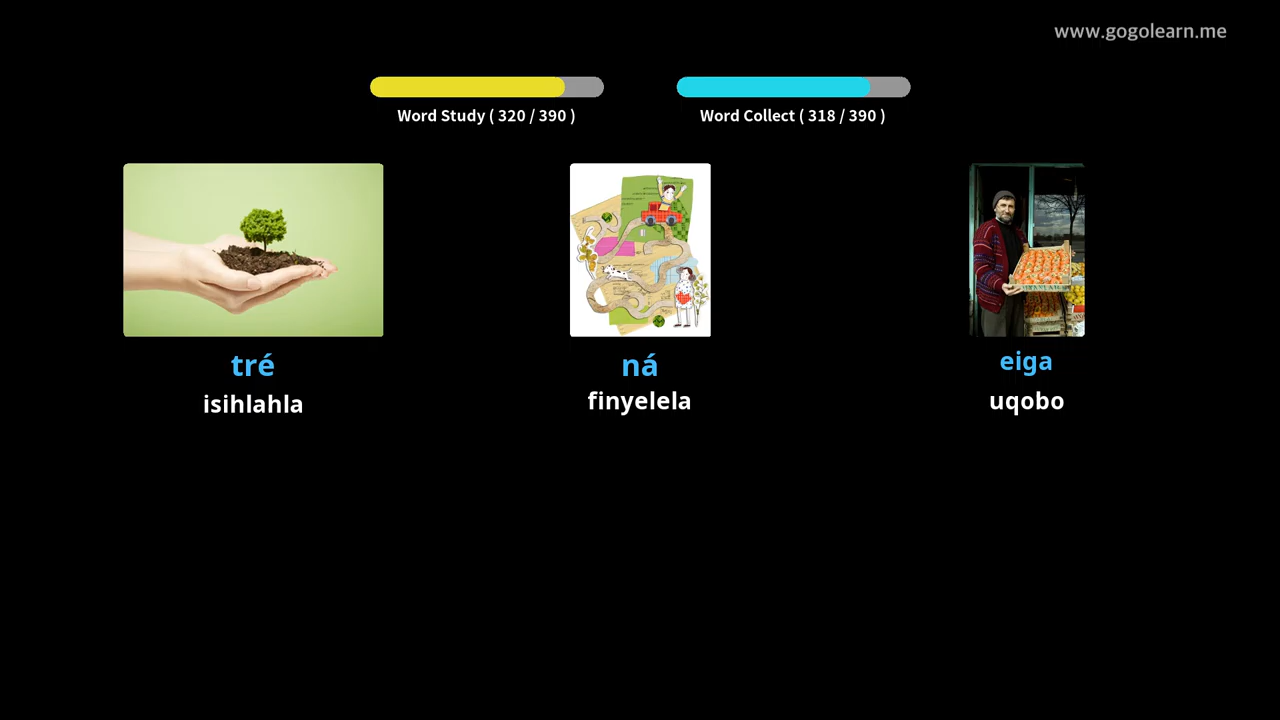 www.gogolearn.me
Word Study ( 320 / 390 )
Word Collect ( 318 / 390 )
tré
isihlahla
ná
finyelela
eiga
uqobo